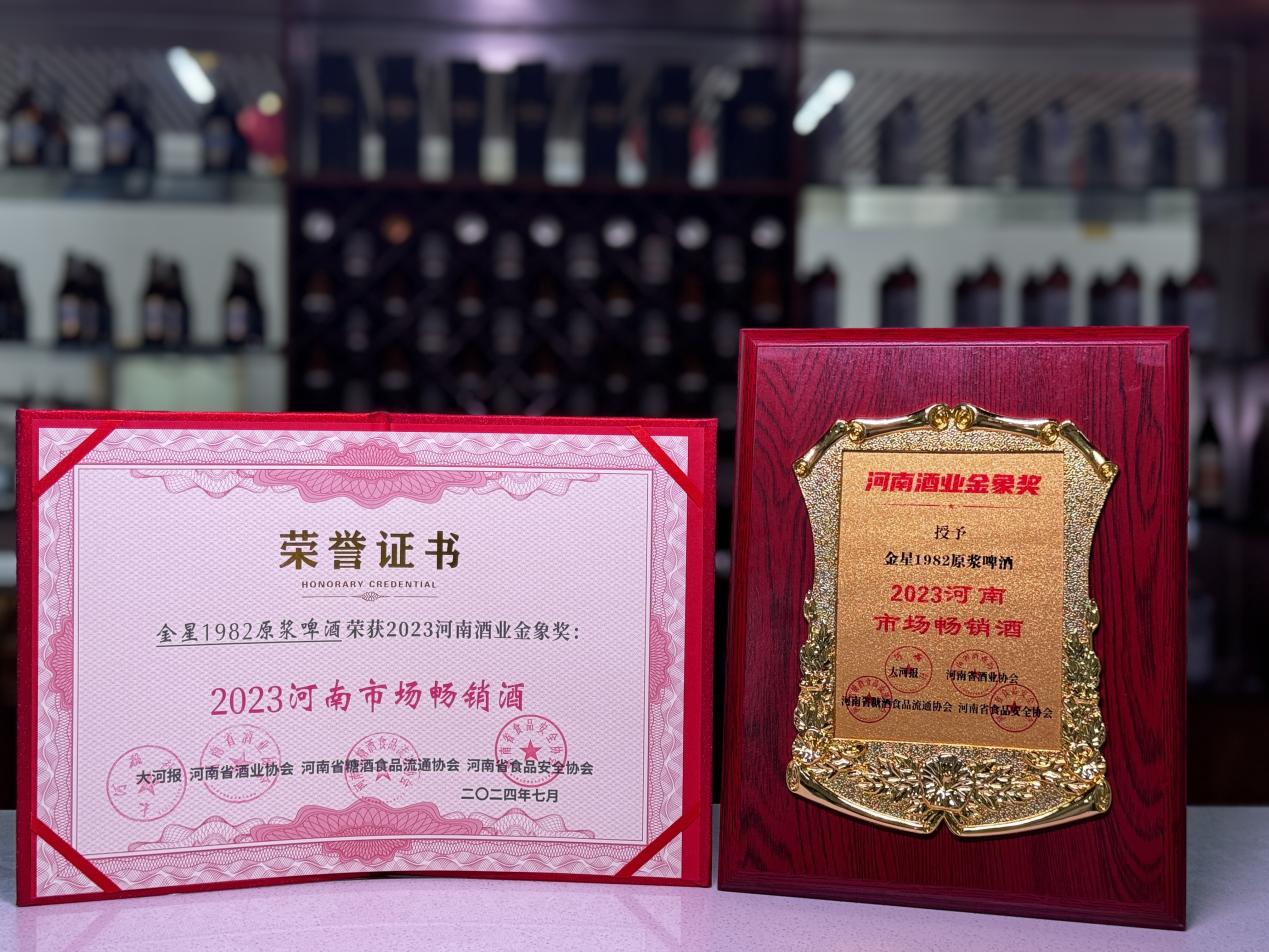 荣誉证书
HONORARY CREDENTIAL
金星1982原浆啤酒荣获2023河南酒业金象奖：
2023河南市场畅销酒
大河报 河南省酒业协会 河南省糖酒食品流通协会 河南省食品安全协会
二〇二四年七月
河南酒业金象奖
授予
金星1982原浆啤酒
2023河南
市场畅销酒
大河报 河南省酒业协会
河南省糖酒食品流通协会 河南省食品安全协会